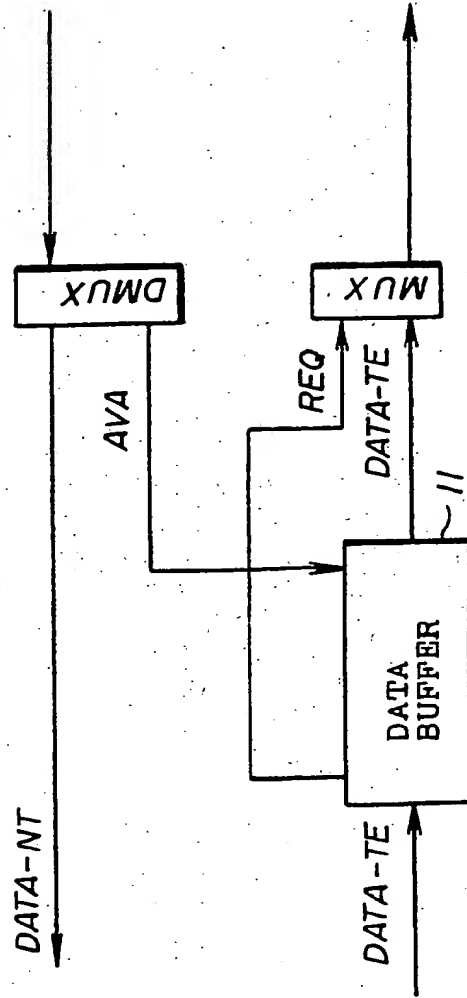 DATA-NT
DMUX
AVA
REQ
MUX
DATA-TE
DATA-TE
DATA
BUFFER
11